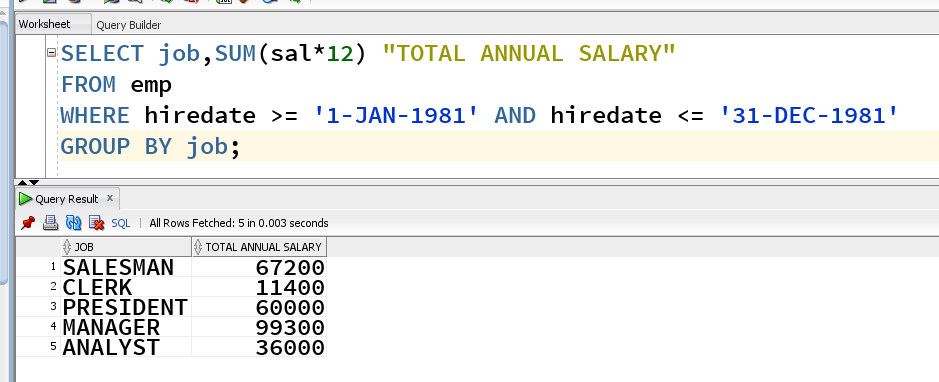 Worksheet Query Builder
SELECT job,SUM(sal*12) "TOTAL ANNUAL SALARY"
FROM emp
WHERE hiredate >= '1-JAN-1981' AND hiredate <= '31-DEC-1981'
GROUP BY job;
Query Result x
SQL | All Rows Fetched: 5 in 0.003 seconds
JOB TOTAL ANNUAL SALARY
1 SALESMAN 67200
2 CLERK 11400
3 PRESIDENT 60000
4 MANAGER 99300
5 ANALYST 36000